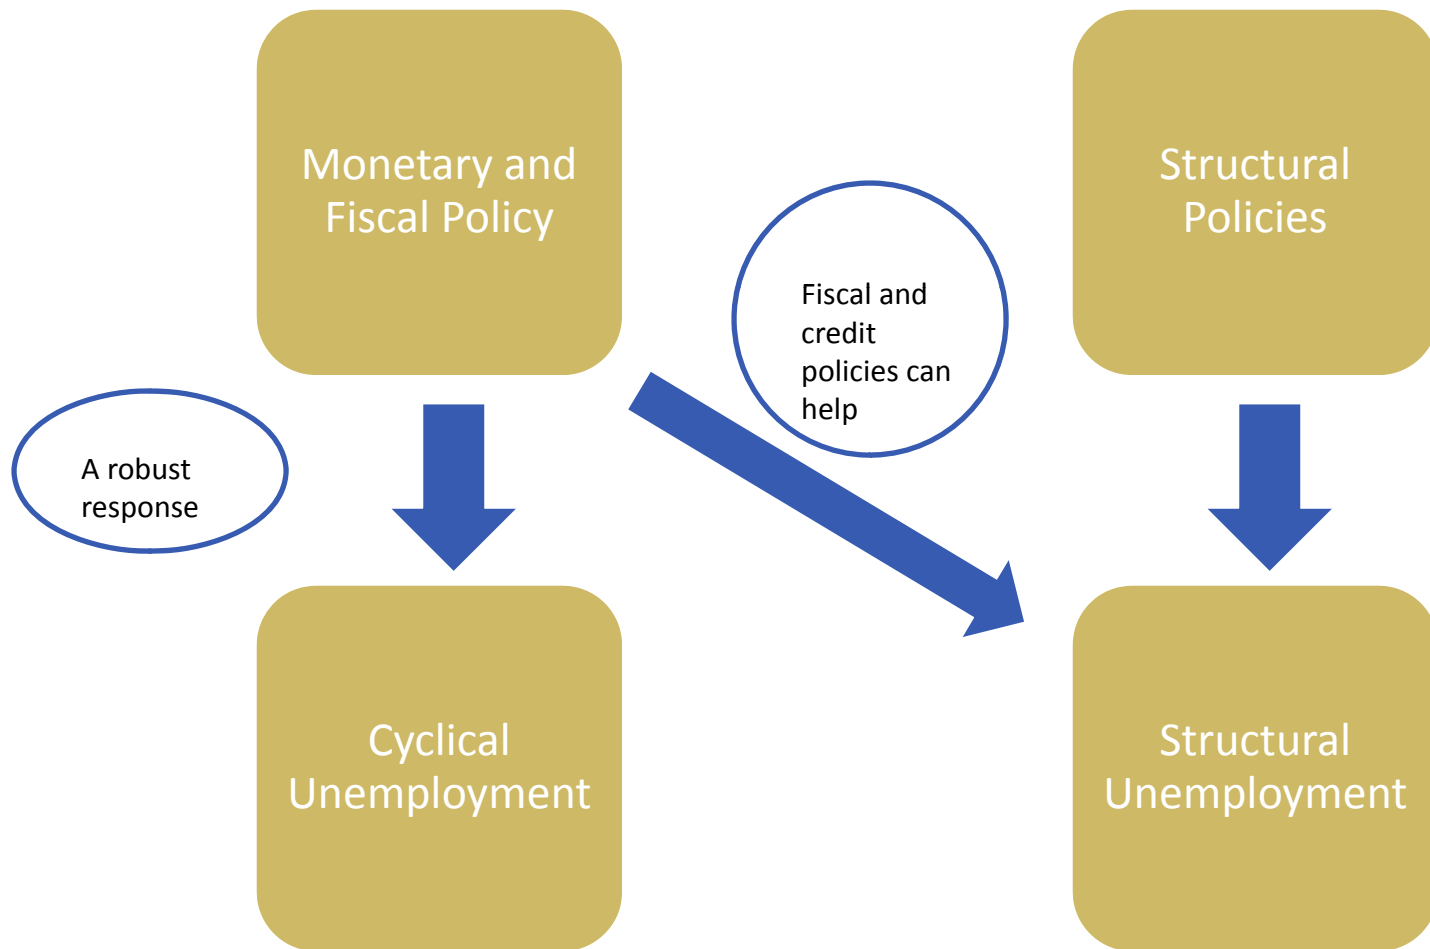 Monetary and
Fiscal Policy
Structural
Policies
Fiscal and
credit
policies can
help
A robust
response
Cyclical
Unemployment
Structural
Unemployment